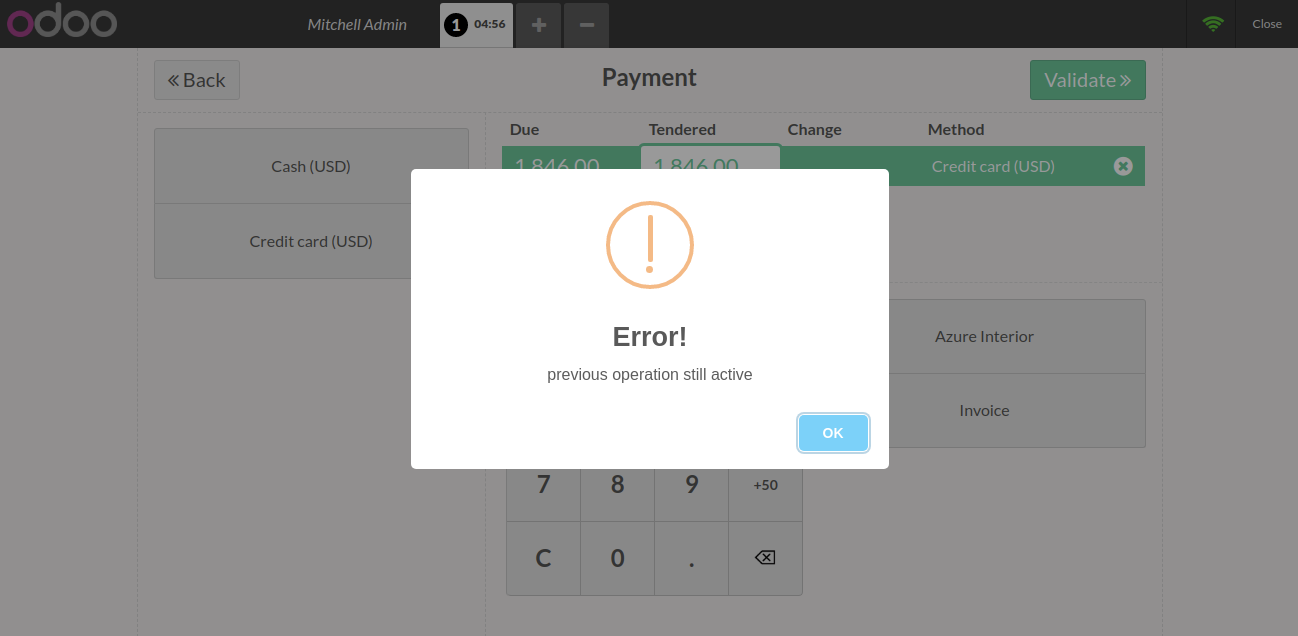 odoo
Mitchell Admin
1 04:56
+
−
Close
« Back
Payment
Validate »
Due Tendered Change Method
1,846.00 1,846.00 Credit card (USD)
Cash (USD)
Credit card (USD)
Error!
previous operation still active
OK
Azure Interior
Invoice
7 8 9 +50
C 0 .